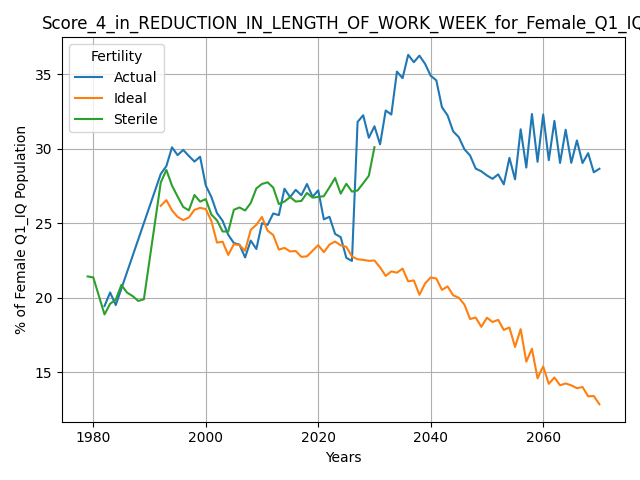 Score_4_in_REDUCTION_IN_LENGTH_OF_WORK_WEEK_for_Female_Q1_IQ
Fertility
Actual
Ideal
Sterile
% of Female Q1_IQ Population
35
30
25
20
15
1980
2000
2020
2040
2060
Years